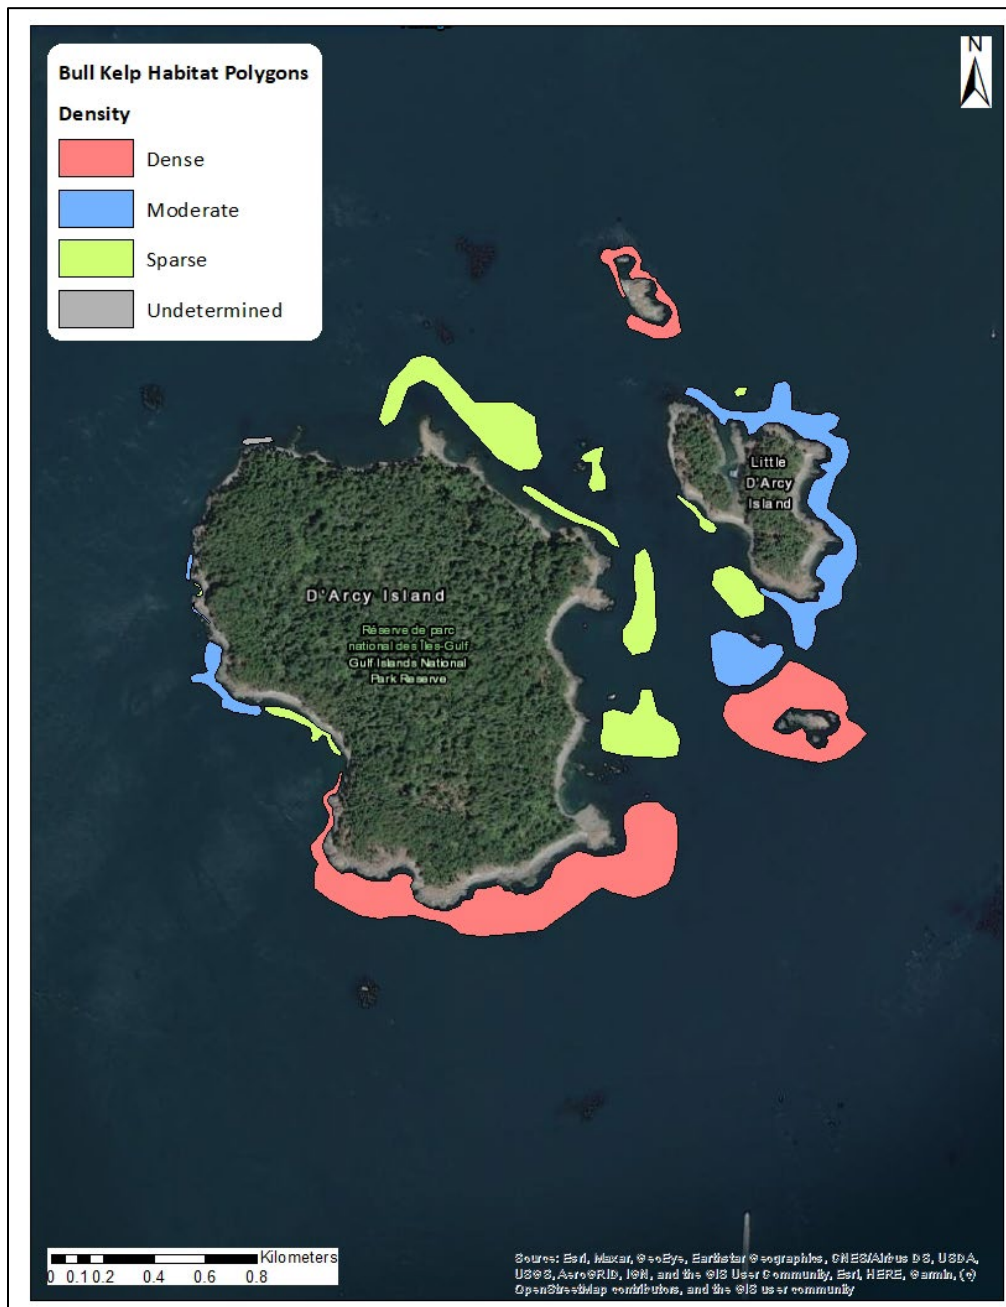 Bull Kelp Habitat Polygons
Density
Dense
Moderate
Sparse
Undetermined
N
Little
D'Arcy
Island
D'Arcy Island
Réserve de parc
national des Îles-Gulf
Gulf Islands National
Park Reserve
Kilometers
0 0.1 0.2 0.4 0.6 0.8
Source: Esri, Maxar, GeoEye, Earthstar Geographics, CNES/Airbus DS, USDA,
USGS, AeroGRID, IGN, and the GIS User Community, Esri, HERE, Garmin, (c)
OpenStreetMap contributors, and the GIS user community